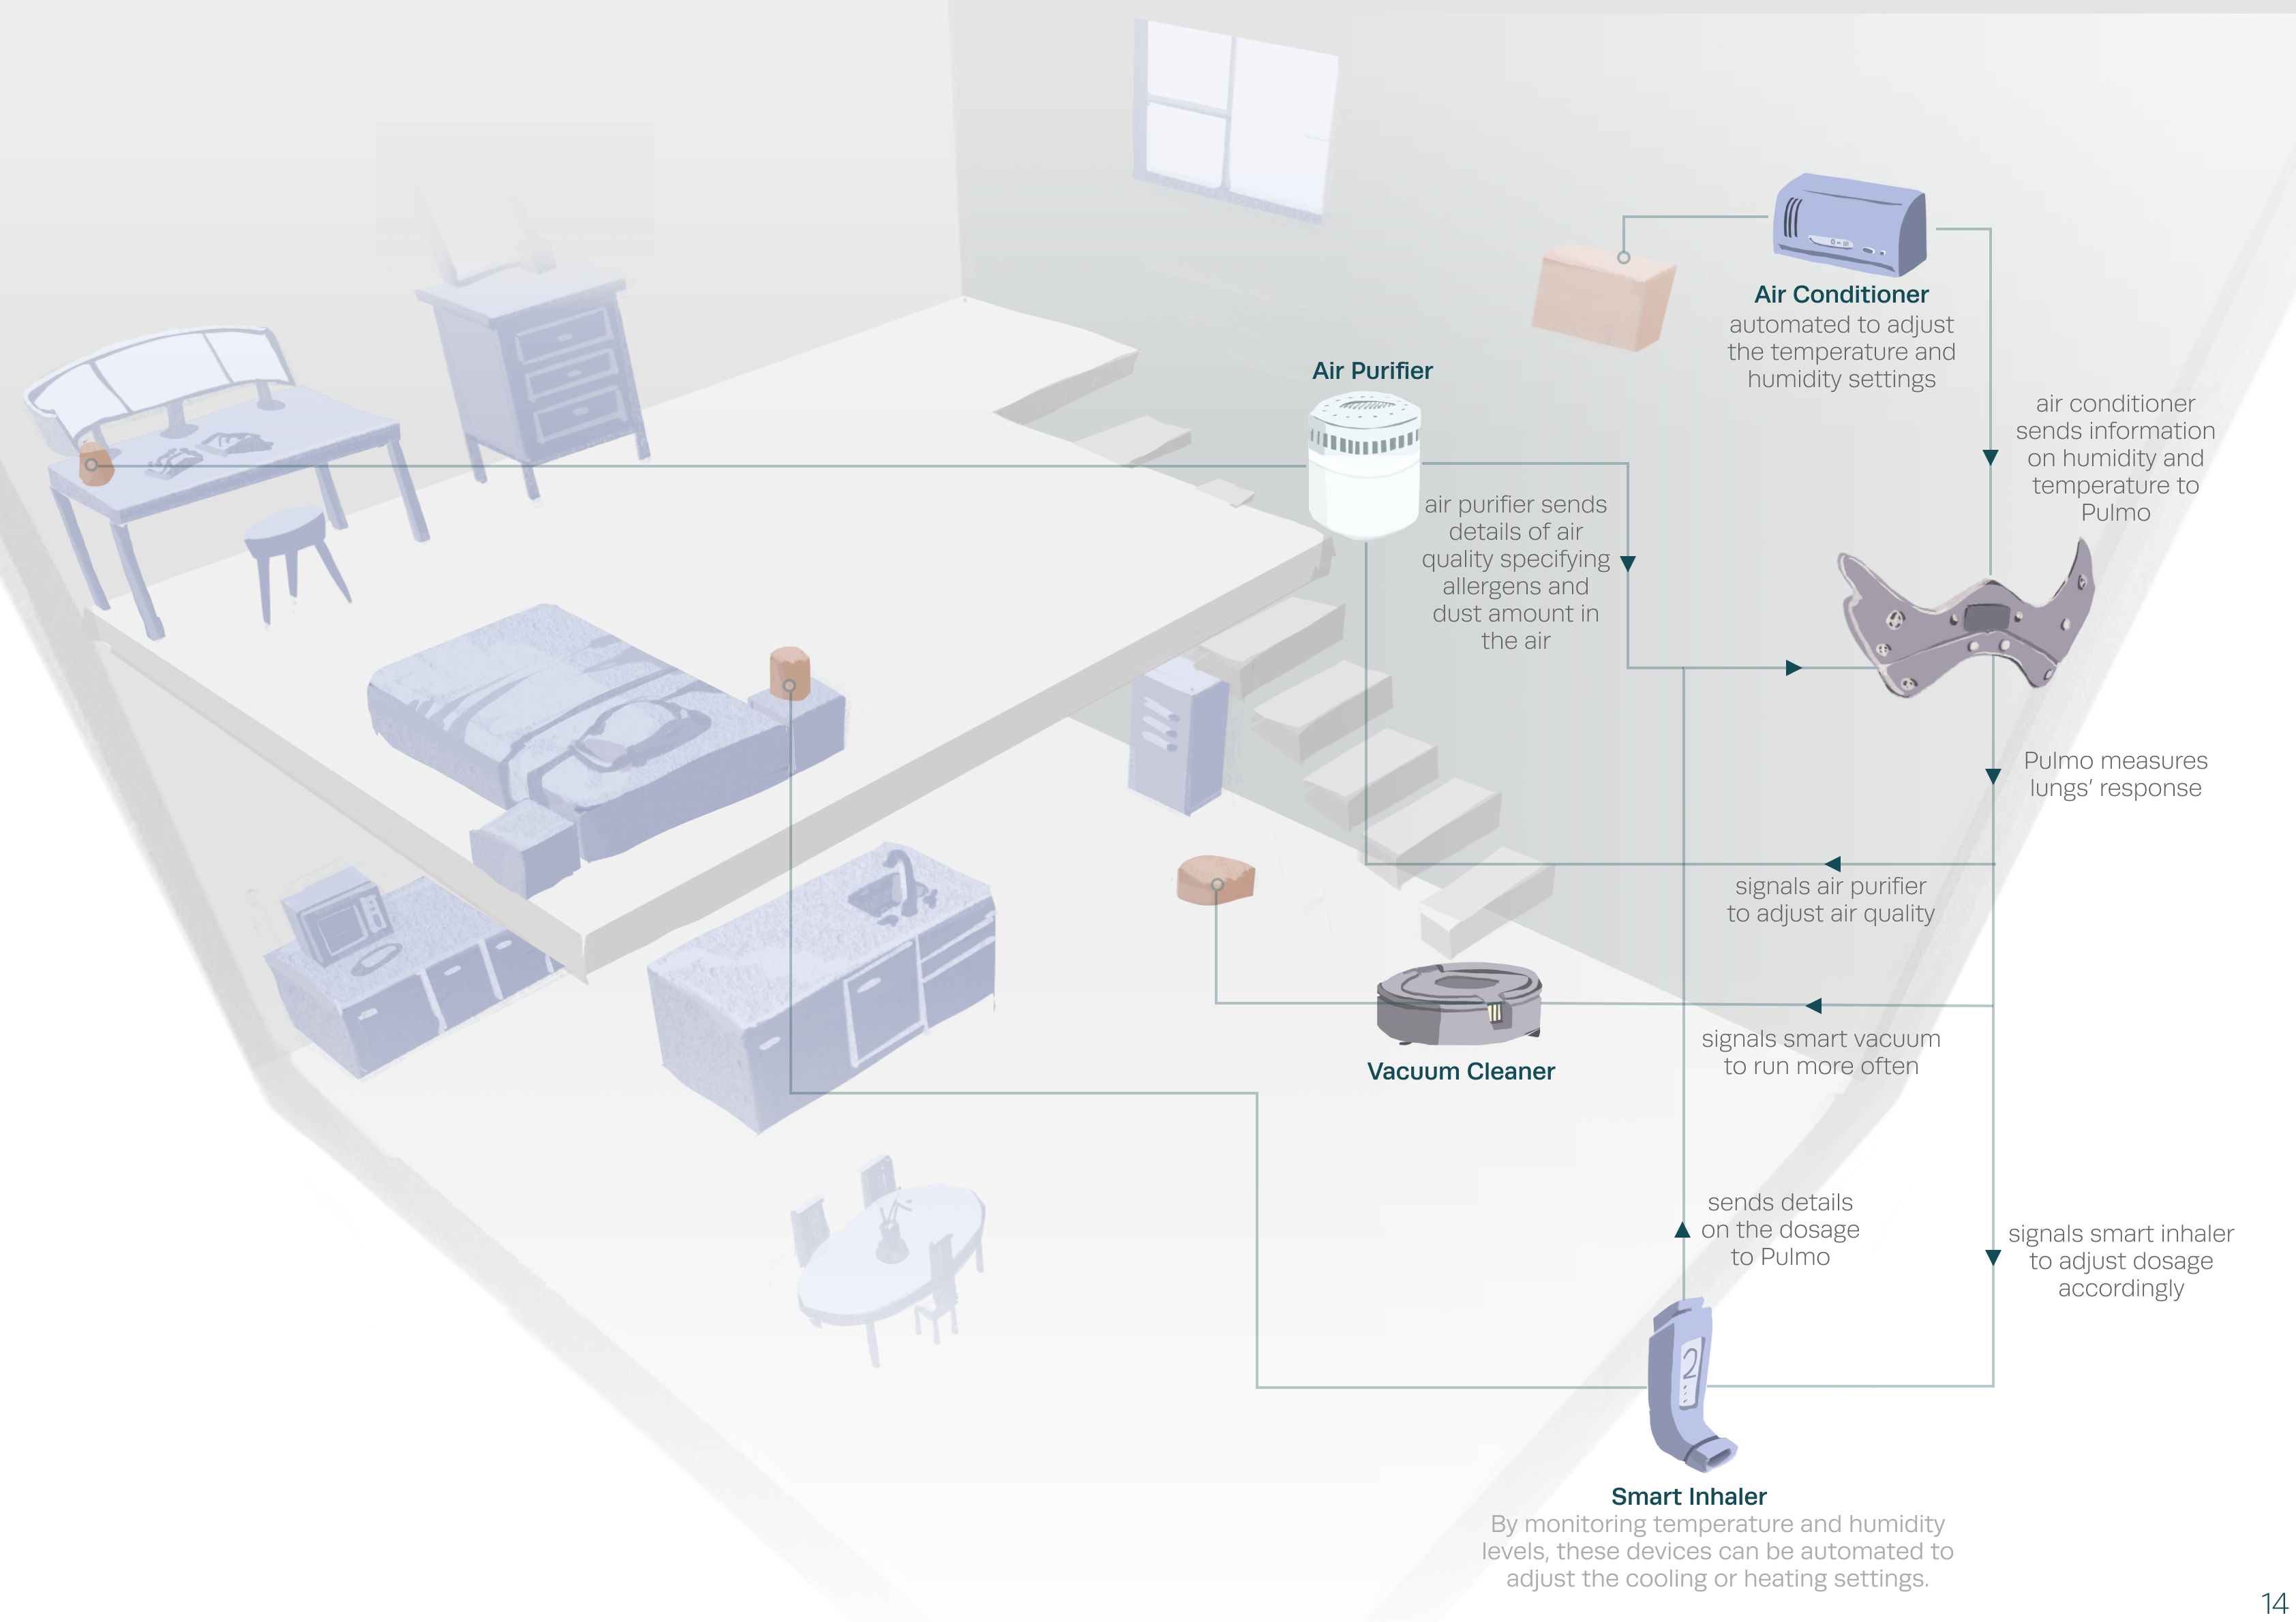 Air Conditioner
automated to adjust
the temperature and
humidity settings
Air Purifier
air conditioner
sends information
on humidity and
temperature to
Pulmo
air purifier sends
details of air
quality specifying
allergens and
dust amount in
the air
Pulmo measures
lungs’ response
signals air purifier
to adjust air quality
signals smart vacuum
to run more often
Vacuum Cleaner
sends details
on the dosage
to Pulmo
signals smart inhaler
to adjust dosage
accordingly
2
Smart Inhaler
By monitoring temperature and humidity
levels, these devices can be automated to
adjust the cooling or heating settings.
14